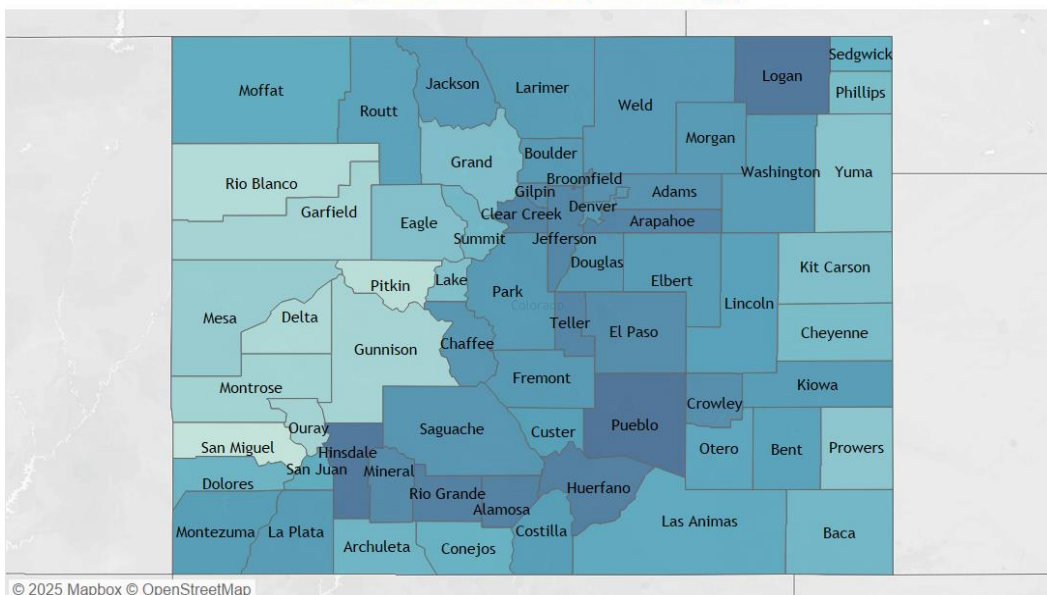 Moffat
Routt
Jackson
Larimer
Weld
Logan
Sedgwick
Phillips
Morgan
Washington
Yuma
Rio Blanco
Garfield
Grand
Boulder
Broomfield
Gilpin
Adams
Denver
Clear Creek
Arapahoe
Eagle
Summit
Jefferson
Douglas
Elbert
Kit Carson
Pitkin
Lake
Park
Lincoln
Colorado
Mesa
Delta
Teller
El Paso
Cheyenne
Gunnison
Chaffee
Fremont
Montrose
Kiowa
Crowley
Ouray
Saguache
Custer
Pueblo
San Miguel
Hinsdale
Otero
Bent
Prowers
San Juan
Mineral
Dolores
Rio Grande
Huerfano
Alamosa
Montezuma
La Plata
Costilla
Las Animas
Archuleta
Conejos
Baca
© 2025 Mapbox © OpenStreetMap